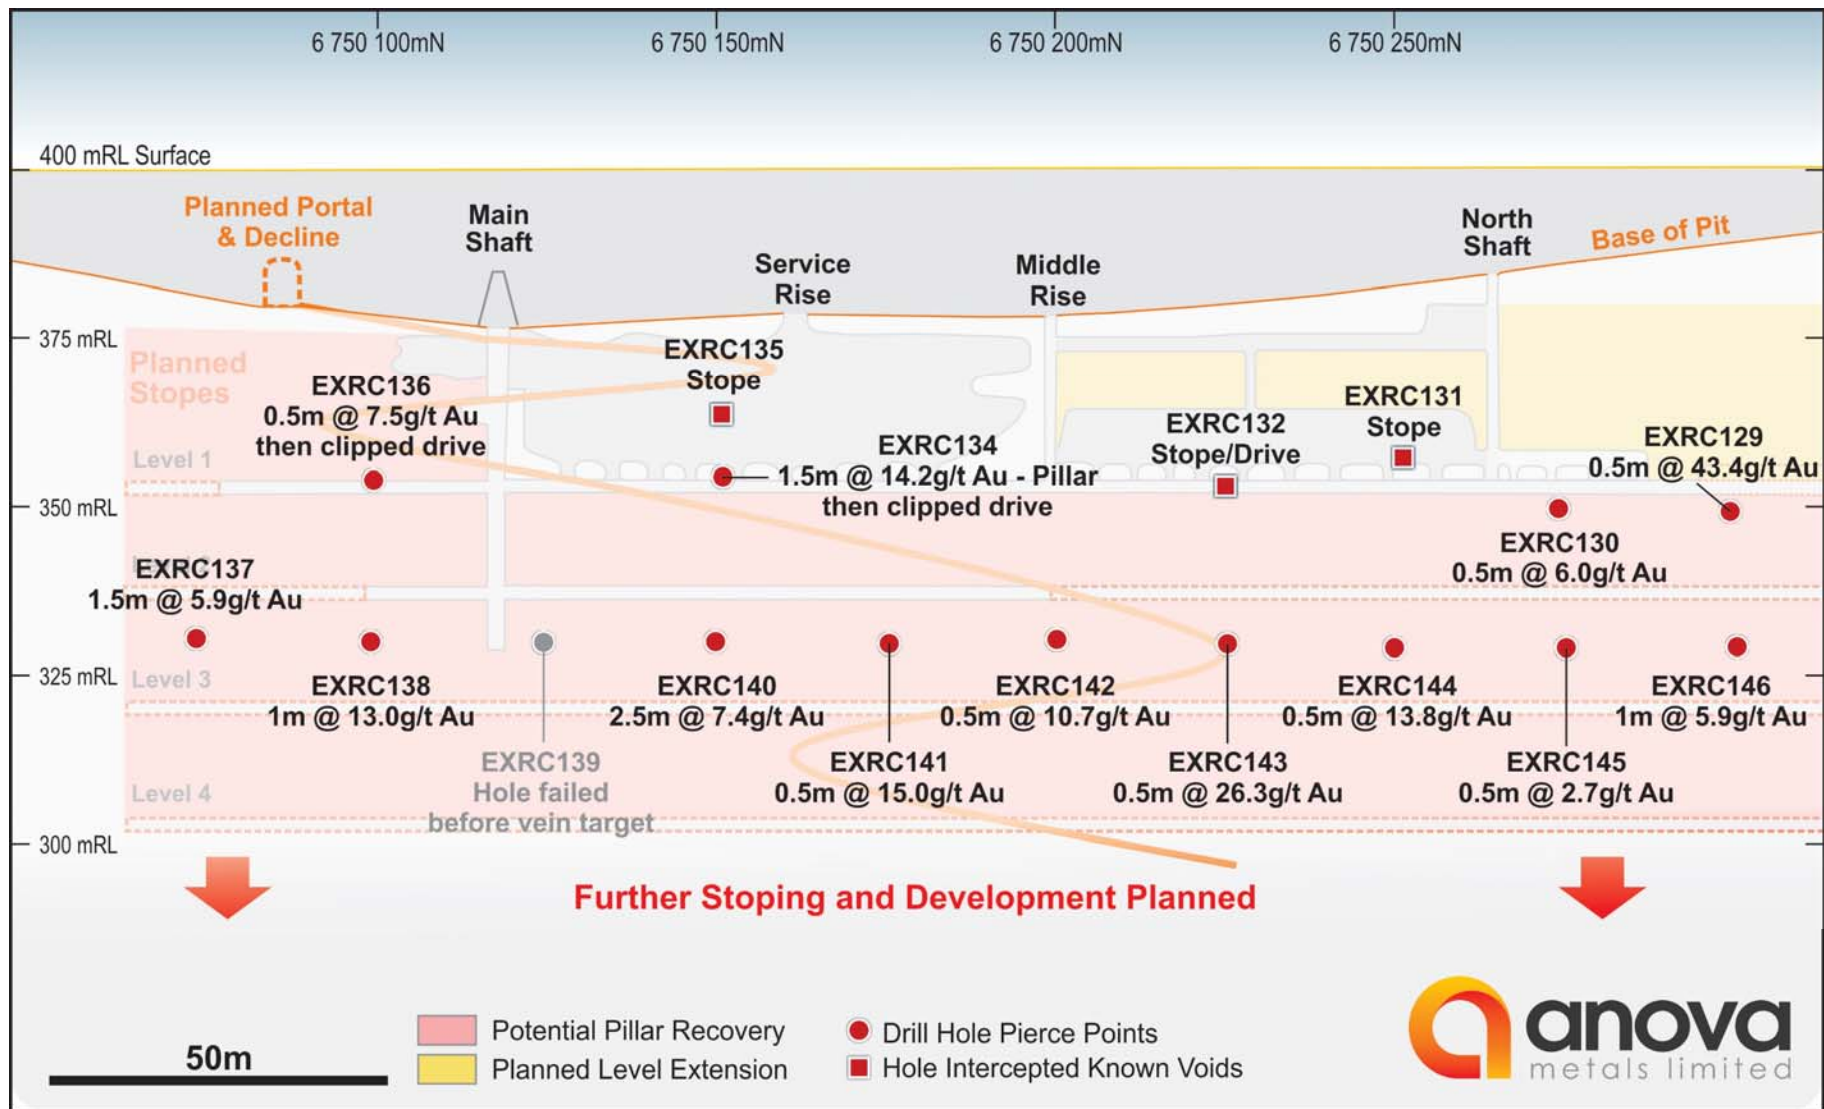 6 750 100mN
6 750 150mN
6 750 200mN
6 750 250mN
400 mRL Surface
Planned Portal
& Decline
Main
Shaft
Service
Rise
Middle
Rise
North
Shaft
Base of Pit
375 mRL
Planned
Stopes
EXRC136
0.5m @ 7.5g/t Au
then clipped drive
EXRC135
Stope
EXRC134
1.5m @ 14.2g/t Au - Pillar
then clipped drive
EXRC132
Stope/Drive
EXRC131
Stope
EXRC129
0.5m @ 43.4g/t Au
Level 1
350 mRL
EXRC130
0.5m @ 6.0g/t Au
EXRC137
1.5m @ 5.9g/t Au
325 mRL
Level 3
EXRC138
1m @ 13.0g/t Au
EXRC140
2.5m @ 7.4g/t Au
EXRC142
0.5m @ 10.7g/t Au
EXRC144
0.5m @ 13.8g/t Au
EXRC146
1m @ 5.9g/t Au
EXRC139
Hole failed
before vein target
EXRC141
0.5m @ 15.0g/t Au
EXRC143
0.5m @ 26.3g/t Au
EXRC145
0.5m @ 2.7g/t Au
Level 4
300 mRL
Further Stoping and Development Planned
50m
Potential Pillar Recovery
Planned Level Extension
Drill Hole Pierce Points
Hole Intercepted Known Voids
anova
metals limited